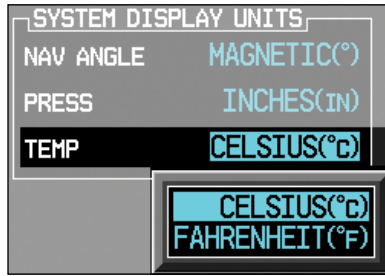 SYSTEM DISPLAY UNITS
NAV ANGLE MAGNETIC(°)
PRESS INCHES(IN)
TEMP CELSIUS(°C)
CELSIUS(°C)
FAHRENHEIT(°F)